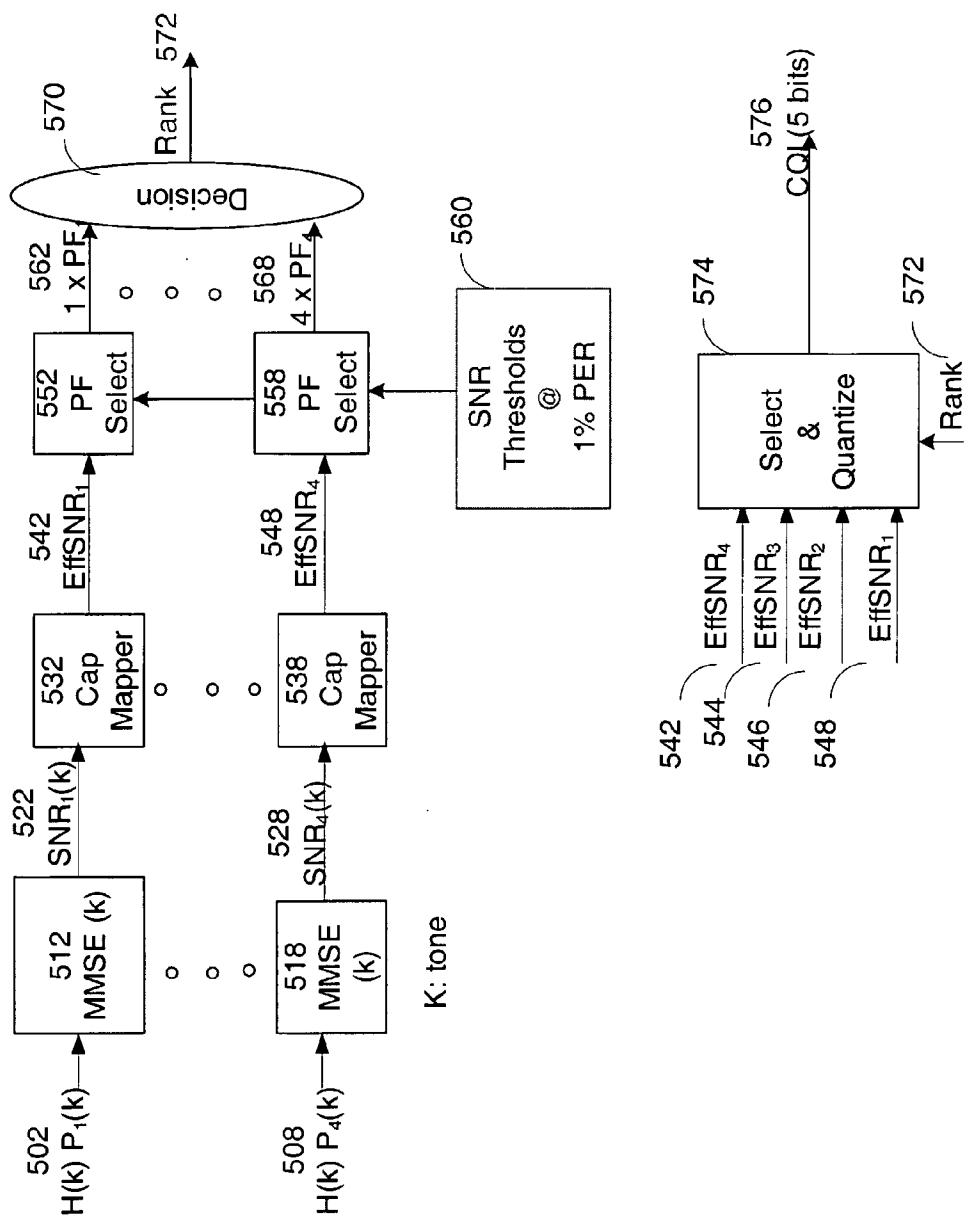 502
H(k) P₁(k)
512
MMSE (k)
522
SNR₁(k)
532
Cap
Mapper
542
EffSNR₁
552
PF
Select
562
1 x PF
570
Decision
Rank 572
508
H(k) P₄(k)
518
MMSE
(k)
528
SNR₄(k)
538
Cap
Mapper
548
EffSNR₄
558
PF
Select
568
4 x PF₄
K: tone
560
SNR
Thresholds
@
1% PER
542
EffSNR₄
544
EffSNR₃
546
EffSNR₂
548
EffSNR₁
574
Select
&
Quantize
572
Rank
576
CQI (5 bits)